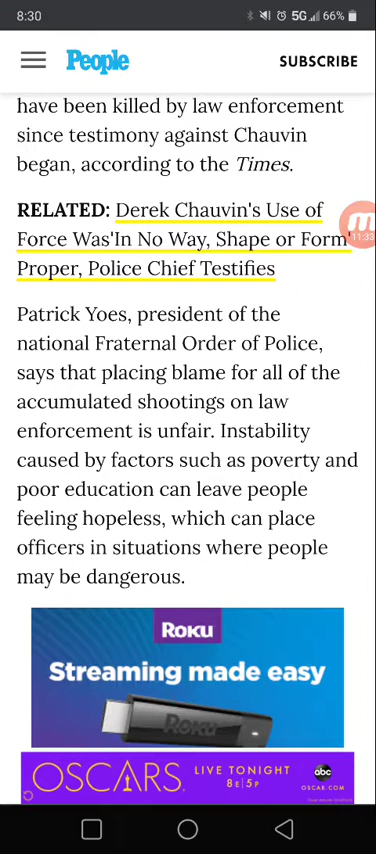 8:30
5G 66%
People
SUBSCRIBE
have been killed by law enforcement
since testimony against Chauvin
began, according to the Times.
RELATED: Derek Chauvin's Use of
Force Was'In No Way, Shape or Form'
Proper, Police Chief Testifies
11:33
Patrick Yoes, president of the
national Fraternal Order of Police,
says that placing blame for all of the
accumulated shootings on law
enforcement is unfair. Instability
caused by factors such as poverty and
poor education can leave people
feeling hopeless, which can place
officers in situations where people
may be dangerous.
ROKU
Streaming made easy
Roku
OSCARS. LIVE TONIGHT
8E|5P
abc
OSCAR.COM